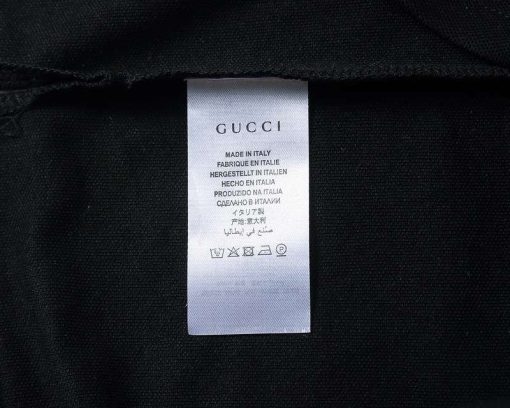 GUCCI
MADE IN ITALY
FABRIQUE EN ITALIE
HERGESTELLT IN ITALIEN
HECHO EN ITALIA
PRODUZIDO NA ITALIA
СДЕЛАНО В ИТАЛИИ
イタリア製
产地:意大利
صنع في إيطاليا